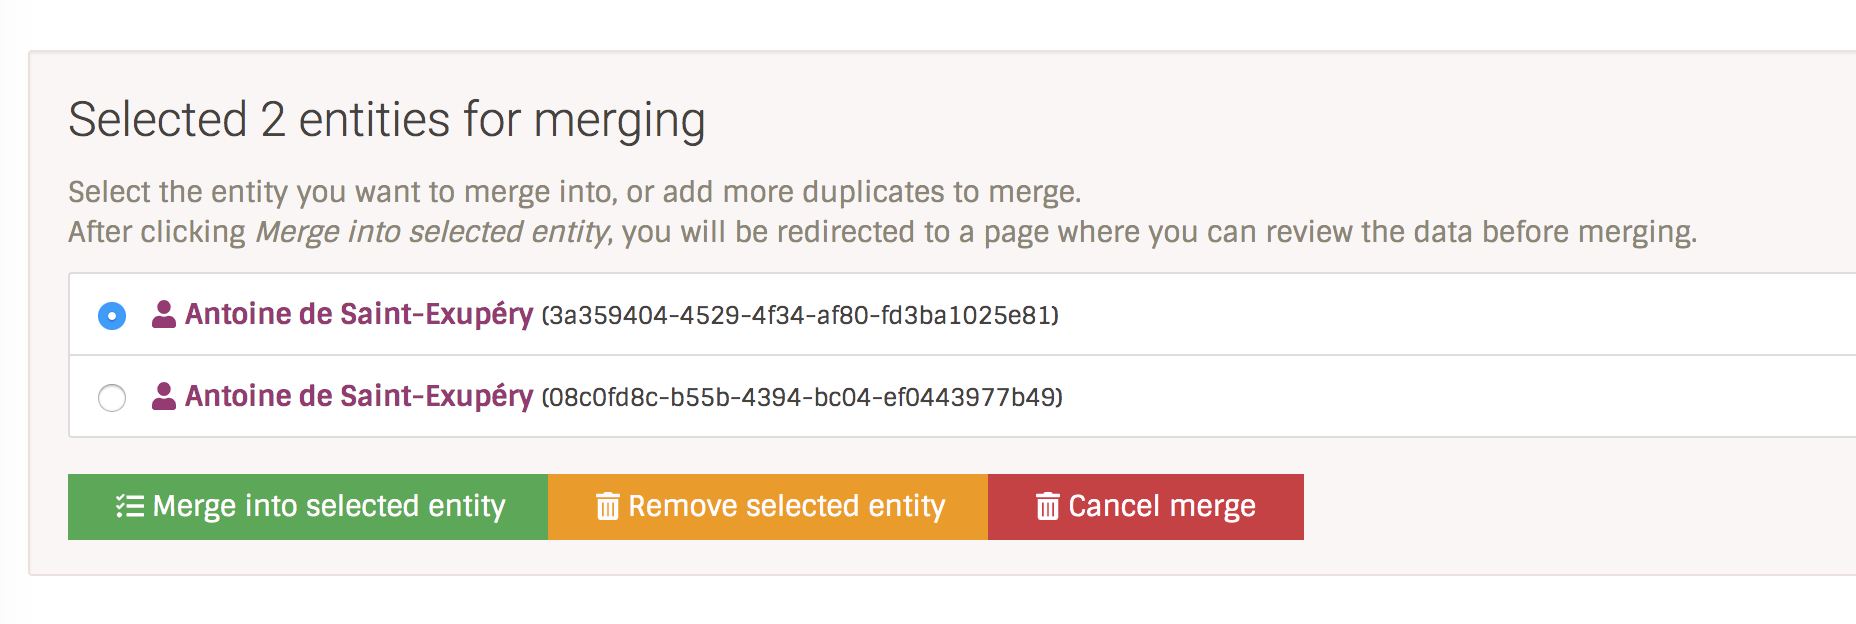 Selected 2 entities for merging
Select the entity you want to merge into, or add more duplicates to merge.
After clicking Merge into selected entity, you will be redirected to a page where you can review the data before merging.
Antoine de Saint-Exupéry (3a359404-4529-4f34-af80-fd3ba1025e81)
Antoine de Saint-Exupéry (08c0fd8c-b55b-4394-bc04-ef0443977b49)
Merge into selected entity Remove selected entity Cancel merge